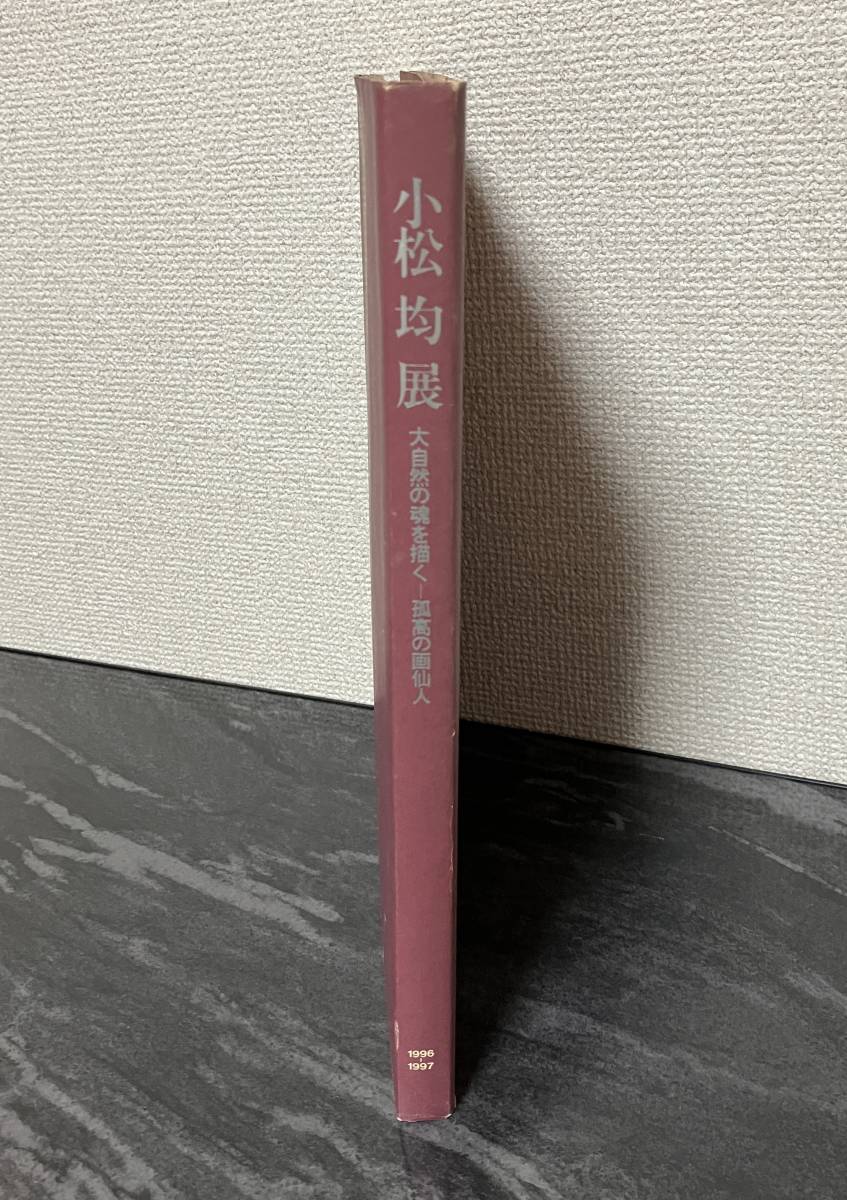 小松 均 展
大自然の魂を描く―孤高の画仙人
1996
-
1997